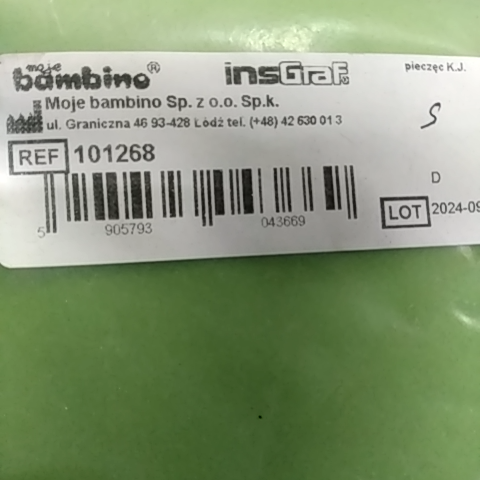 moje
bambino®
insGraf
pieczęc K.J.
Moje bambino Sp. z o.o. Sp.k.
ul. Graniczna 46 93-428 Łódź tel. (+48) 42 630 01 3
S
REF 101268
D
LOT 2024-09
5 905793 043669